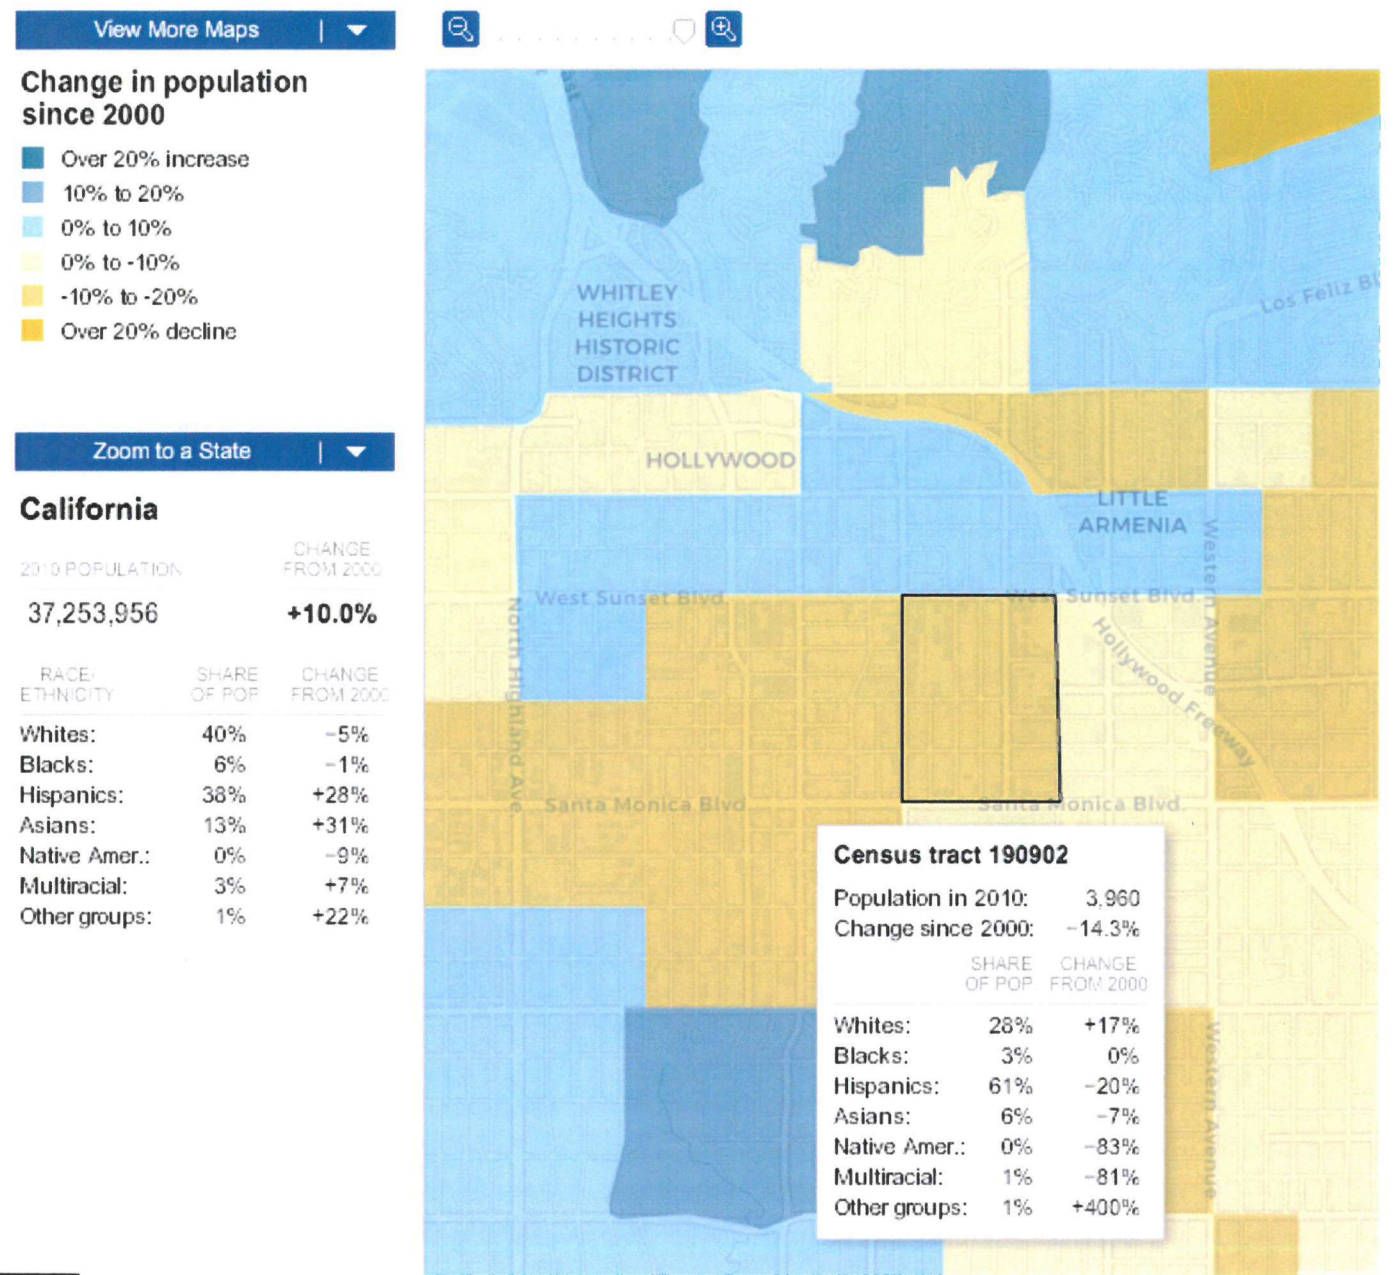 View More Maps
Change in population
since 2000
Over 20% increase
10% to 20%
0% to 10%
0% to -10%
-10% to -20%
Over 20% decline
Zoom to a State
California
2010 POPULATION
CHANGE
FROM 2000
37,253,956
+10.0%
RACE/
ETHNICITY
SHARE
OF POP
CHANGE
FROM 2000
Whites: 40% -5%
Blacks: 6% -1%
Hispanics: 38% +28%
Asians: 13% +31%
Native Amer.: 0% -9%
Multiracial: 3% +7%
Other groups: 1% +22%
WHITLEY
HEIGHTS
HISTORIC
DISTRICT
Los Feliz Bl
HOLLYWOOD
LITTLE
ARMENIA
West Sunset Blvd.
West Sunset Blvd.
Western Avenue
North Highland Ave.
Hollywood Freeway
Santa Monica Blvd.
Santa Monica Blvd.
Census tract 190902
Population in 2010: 3,960
Change since 2000: -14.3%
SHARE
OF POP
CHANGE
FROM 2000
Whites: 28% +17%
Blacks: 3% 0%
Hispanics: 61% -20%
Asians: 6% -7%
Native Amer.: 0% -83%
Multiracial: 1% -81%
Other groups: 1% +400%
Western Avenue